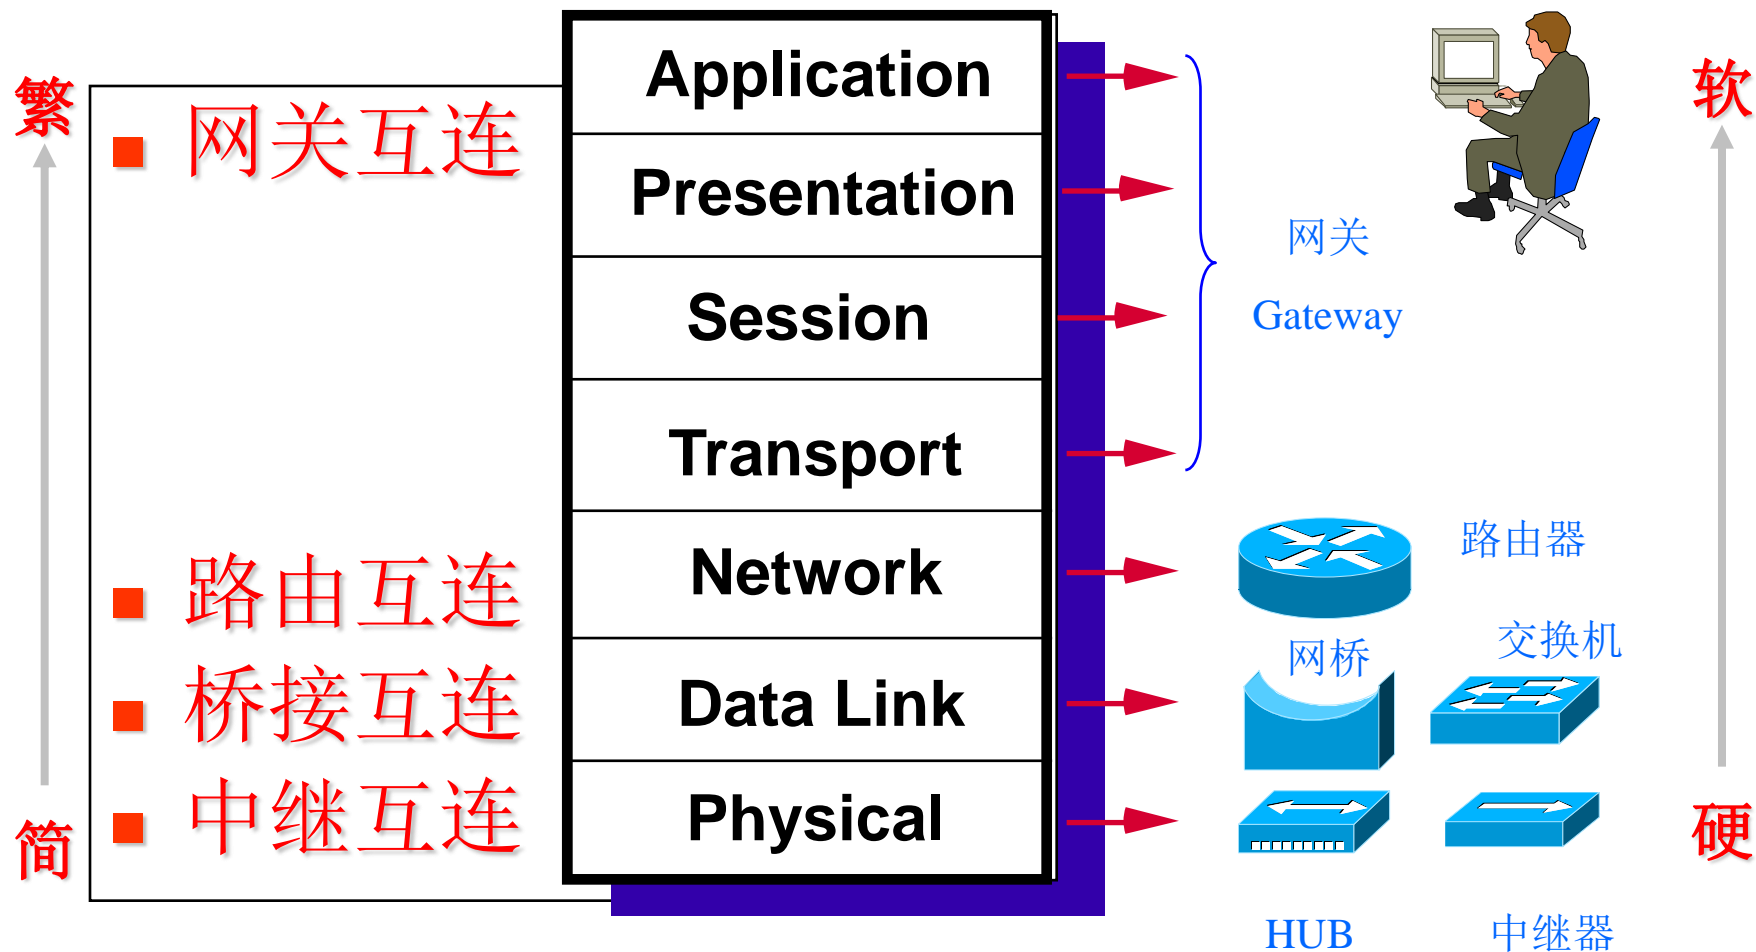 繁
简
网关互连
路由互连
桥接互连
中继互连
Application
Presentation
Session
Transport
Network
Data Link
Physical
网关
Gateway
路由器
网桥
交换机
HUB
中继器
软
硬